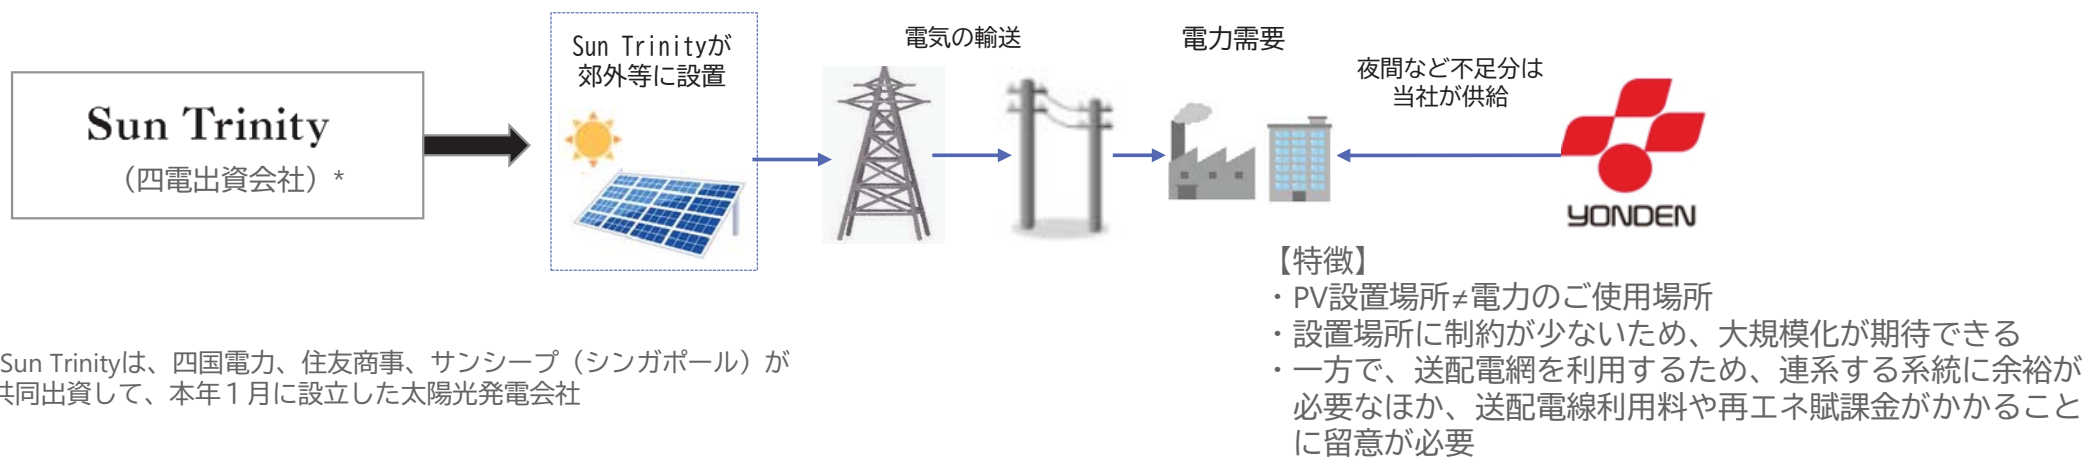 Sun Trinity
（四電出資会社）*
Sun Trinityが
郊外等に設置
電気の輸送
電力需要
夜間など不足分は
当社が供給
YONDEN
【特徴】
・PV設置場所≠電力のご使用場所
・設置場所に制約が少ないため、大規模化が期待できる
・一方で、送配電網を利用するため、連系する系統に余裕が
必要なほか、送配電線利用料や再エネ賦課金がかかること
に留意が必要
Sun Trinityは、四国電力、住友商事、サンシープ（シンガポール）が
共同出資して、本年１月に設立した太陽光発電会社